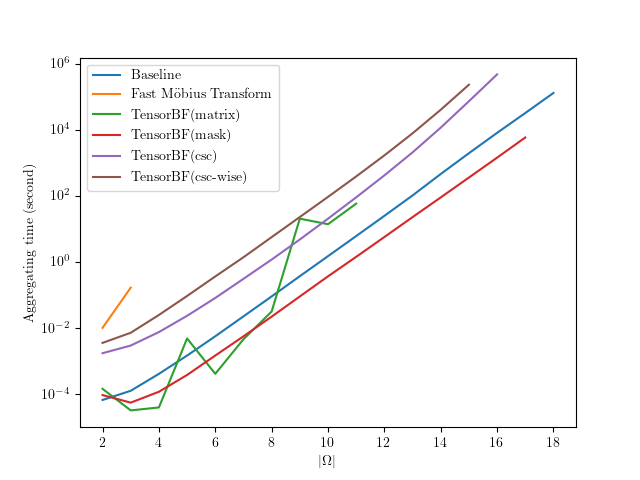 10^6
10^4
10^2
10^0
10^−2
10^−4
Aggregating time (second)
Baseline
Fast Möbius Transform
TensorBF(matrix)
TensorBF(mask)
TensorBF(csc)
TensorBF(csc-wise)
2 4 6 8 10 12 14 16 18
|Ω|